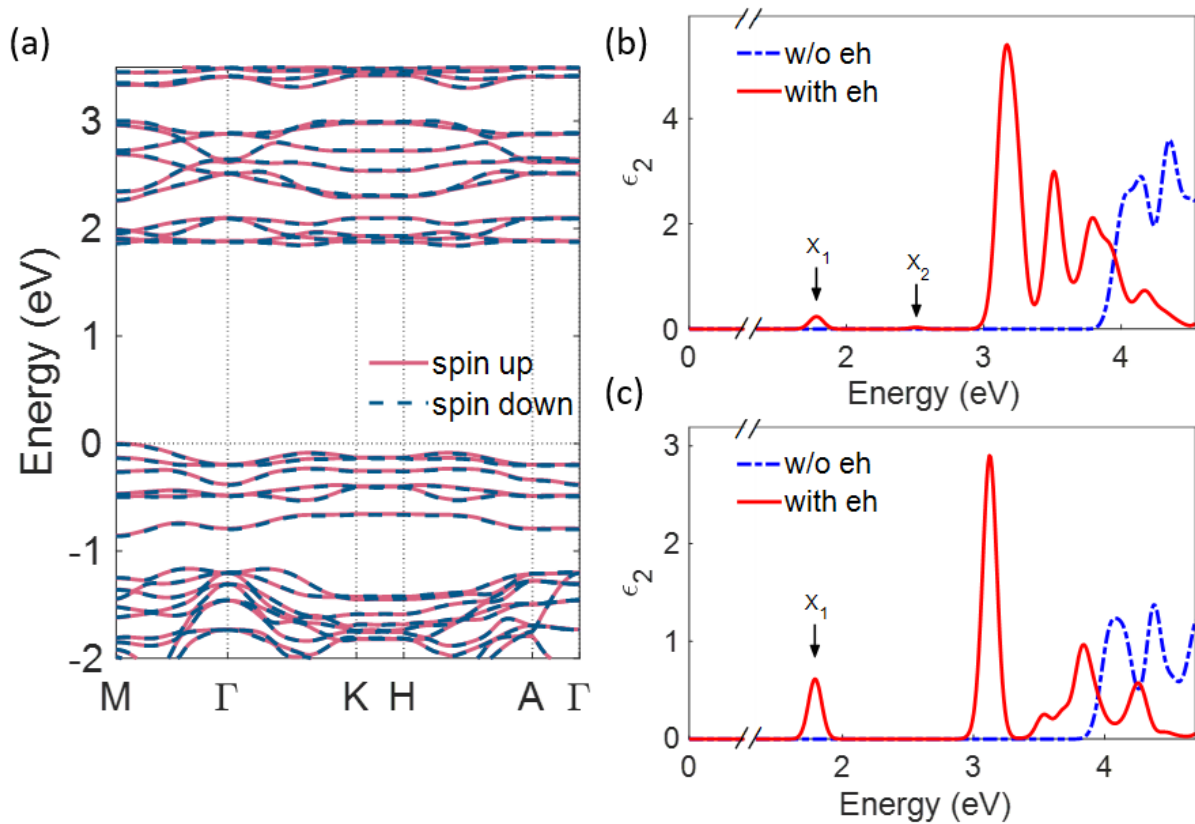 (a)
Energy (eV)
3
2
1
0
-1
-2
spin up
spin down
M Γ K H A Γ
(b)
ϵ2
4
2
0
w/o eh
with eh
X1
X2
//
//
0 2 3 4
Energy (eV)
(c)
ϵ2
3
2
1
0
w/o eh
with eh
X1
//
//
0 2 3 4
Energy (eV)